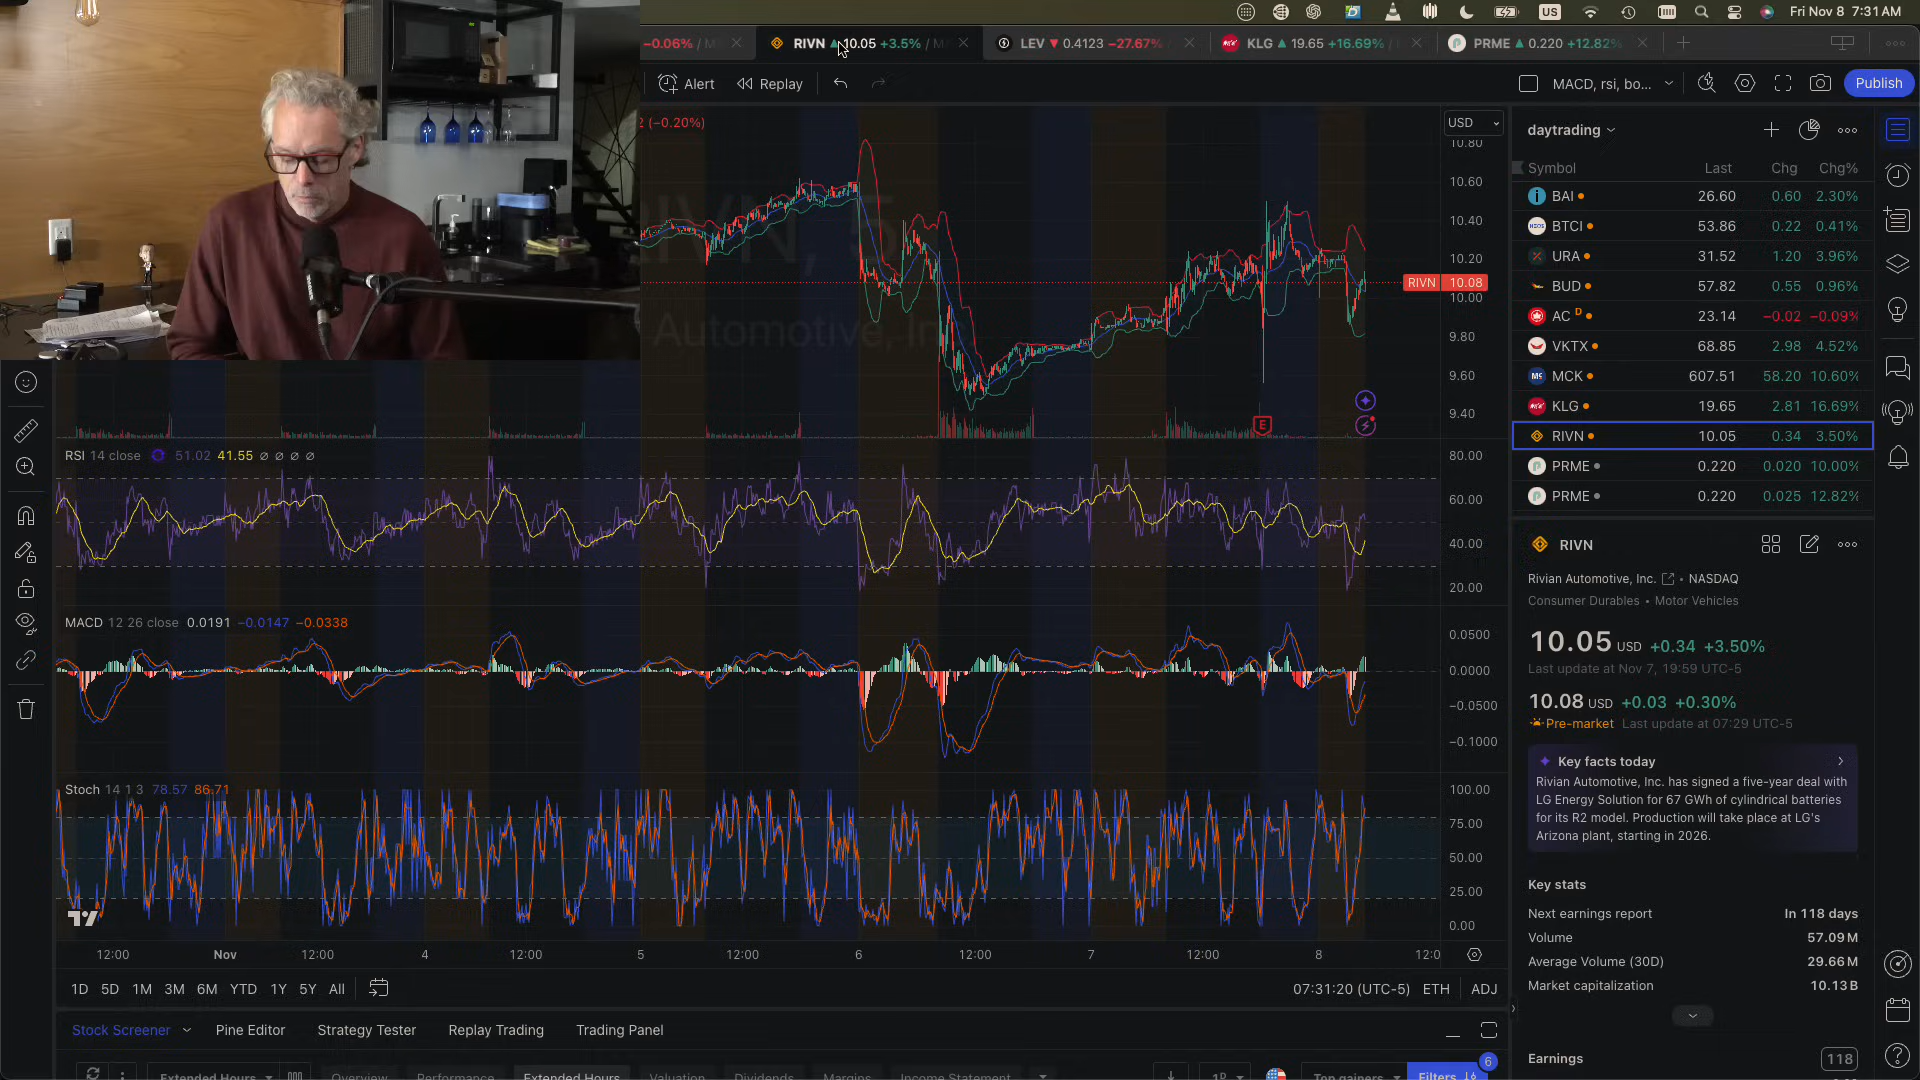 US
Fri Nov 8 7:31 AM
−0.06% / M
RIVN ▲ 10.05 +3.5% / M
LEV ▼ 0.4123 −27.67%
KLG ▲ 19.65 +16.69%
PRME ▲ 0.220 +12.82%
Alert
Replay
MACD, rsi, bo...
Publish
2 (−0.20%)
USD
RIVN, 5
Automotive, Inc
10.80
10.60
10.40
10.20
RIVN 10.08
10.00
9.80
9.60
9.40
E
RSI 14 close 51.02 41.55 ∅ ∅ ∅ ∅
80.00
60.00
40.00
20.00
MACD 12 26 close 0.0191 −0.0147 −0.0338
0.0500
0.0000
−0.0500
−0.1000
Stoch 14 1 3 78.57 86.71
100.00
75.00
50.00
25.00
0.00
12:00 Nov 12:00 4 12:00 5 12:00 6 12:00 7 12:00 8 12:0
1D 5D 1M 3M 6M YTD 1Y 5Y All
07:31:20 (UTC-5) ETH ADJ
Stock Screener Pine Editor Strategy Tester Replay Trading Trading Panel
Extended Hours Overview Performance Extended Hours Valuation Dividends Margins Income Statement 1D Top gainers Filters 6
daytrading
Symbol Last Chg Chg%
BAI 26.60 0.60 2.30%
BTCI 53.86 0.22 0.41%
URA 31.52 1.20 3.96%
BUD 57.82 0.55 0.96%
AC D 23.14 −0.02 −0.09%
VKTX 68.85 2.98 4.52%
MCK 607.51 58.20 10.60%
KLG 19.65 2.81 16.69%
RIVN 10.05 0.34 3.50%
PRME 0.220 0.020 10.00%
PRME 0.220 0.025 12.82%
RIVN
Rivian Automotive, Inc. • NASDAQ
Consumer Durables • Motor Vehicles
10.05 USD +0.34 +3.50%
Last update at Nov 7, 19:59 UTC-5
10.08 USD +0.03 +0.30%
Pre-market Last update at 07:29 UTC-5
Key facts today
Rivian Automotive, Inc. has signed a five-year deal with
LG Energy Solution for 67 GWh of cylindrical batteries
for its R2 model. Production will take place at LG's
Arizona plant, starting in 2026.
Key stats
Next earnings report In 118 days
Volume 57.09 M
Average Volume (30D) 29.66 M
Market capitalization 10.13 B
Earnings 118